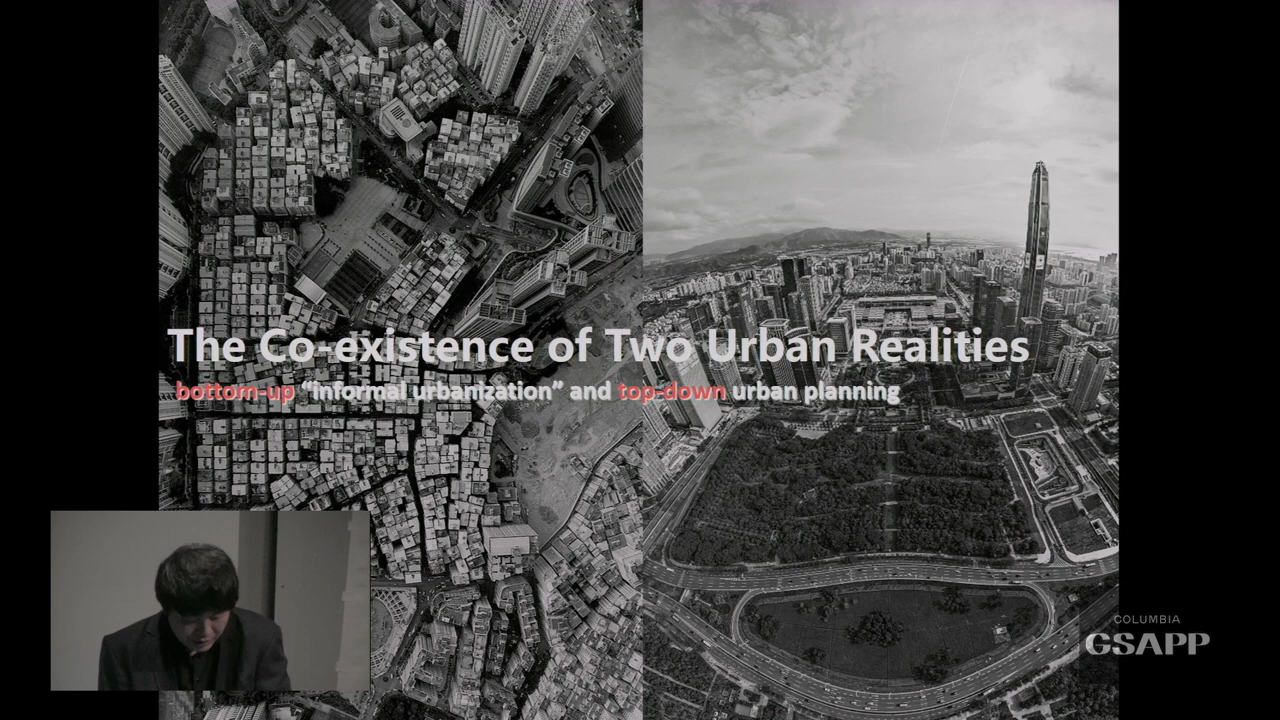 The Co-existence of Two Urban Realities
bottom-up “informal urbanization” and top-down urban planning
COLUMBIA
GSAPP